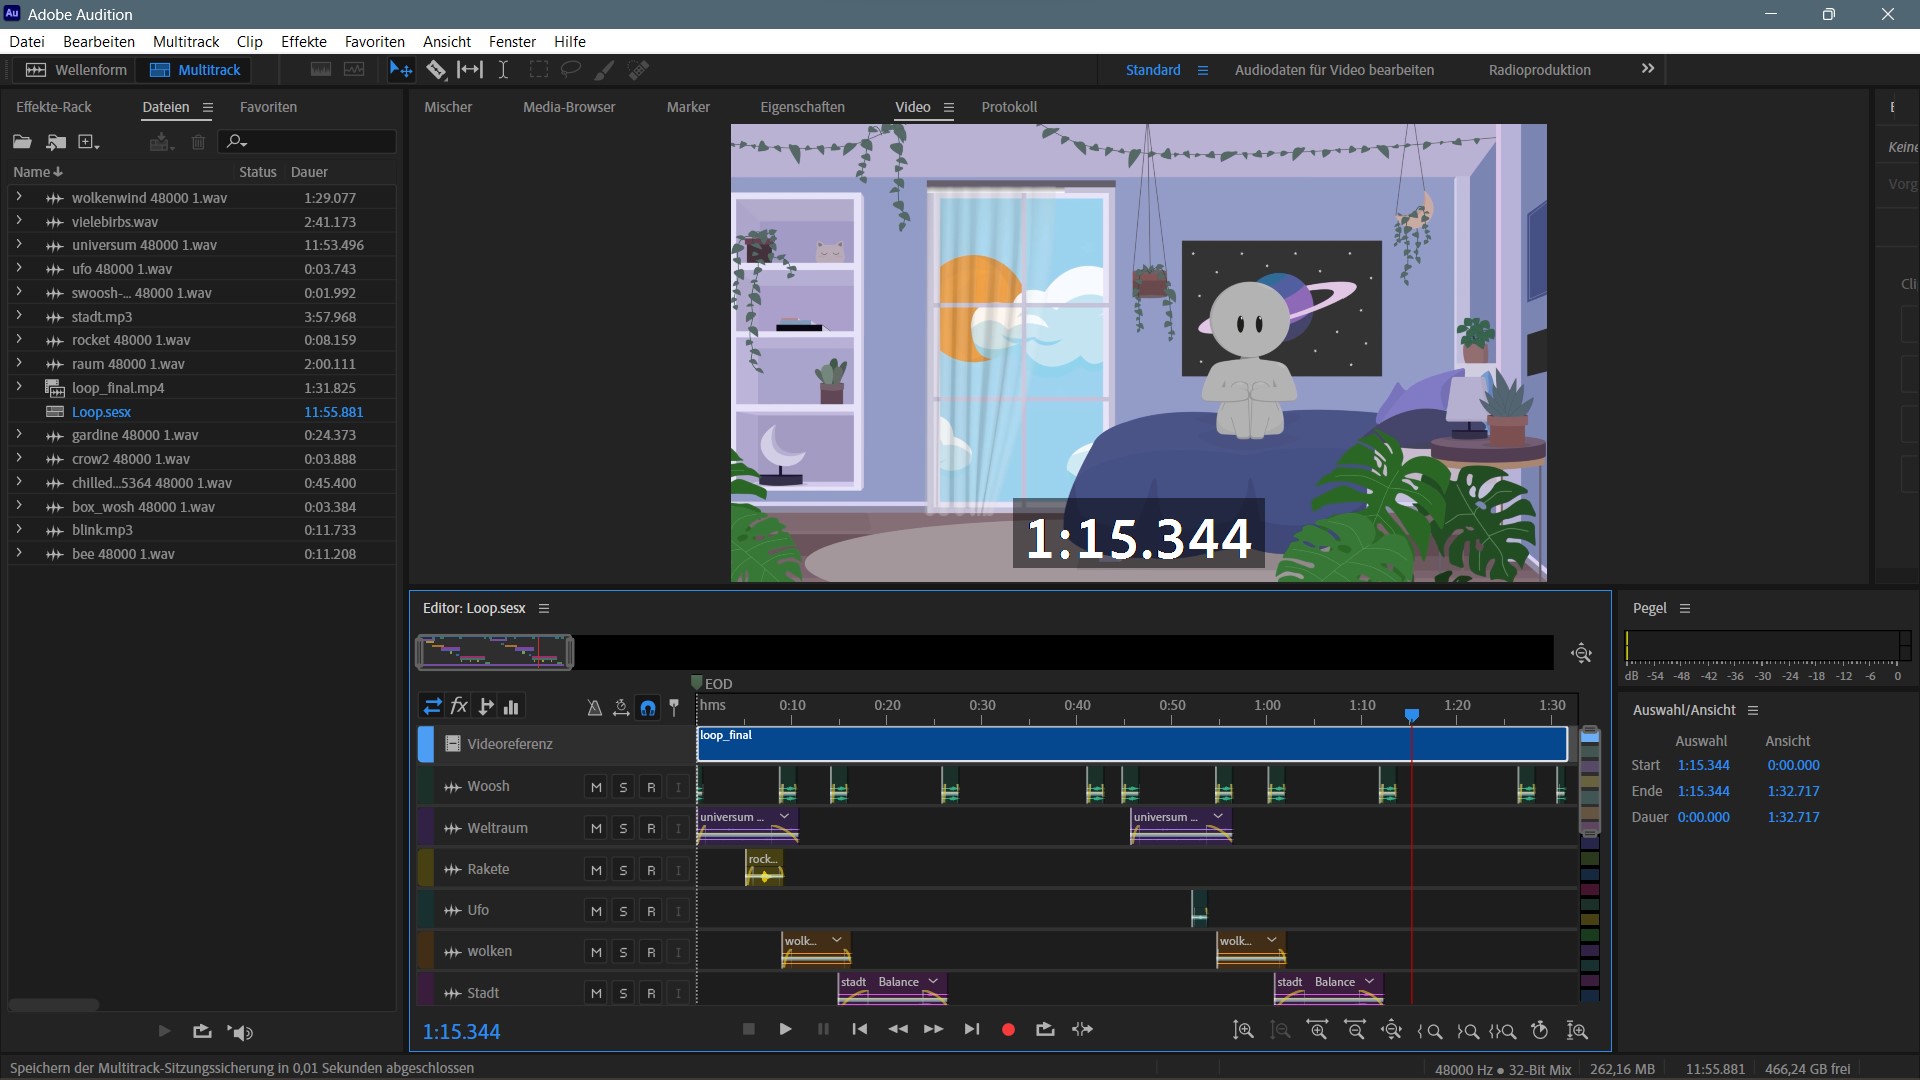 Au Adobe Audition
Datei Bearbeiten Multitrack Clip Effekte Favoriten Ansicht Fenster Hilfe
Wellenform Multitrack Standard Audiodaten für Video bearbeiten Radioproduktion
Effekte-Rack Dateien Favoriten
Mischer Media-Browser Marker Eigenschaften Video Protokoll
Keine
Vorg
Cli
Name Status Dauer
wolkenwind 48000 1.wav 1:29.077
vielebirbs.wav 2:41.173
universum 48000 1.wav 11:53.496
ufo 48000 1.wav 0:03.743
swoosh-... 48000 1.wav 0:01.992
stadt.mp3 3:57.968
rocket 48000 1.wav 0:08.159
raum 48000 1.wav 2:00.111
loop_final.mp4 1:31.825
Loop.sesx 11:55.881
gardine 48000 1.wav 0:24.373
crow2 48000 1.wav 0:03.888
chilled...5364 48000 1.wav 0:45.400
box_wosh 48000 1.wav 0:03.384
blink.mp3 0:11.733
bee 48000 1.wav 0:11.208
1:15.344
Editor: Loop.sesx
EOD
fx hms 0:10 0:20 0:30 0:40 0:50 1:00 1:10 1:20 1:30
Videoreferenz loop_final
Woosh M S R I
Weltraum M S R I universum ... universum ...
Rakete M S R I rock...
Ufo M S R I
wolken M S R I wolk... wolk...
Stadt M S R I stadt Balance stadt Balance
1:15.344
Pegel
dB -54 -48 -42 -36 -30 -24 -18 -12 -6 0
Auswahl/Ansicht
Auswahl Ansicht
Start 1:15.344 0:00.000
Ende 1:15.344 1:32.717
Dauer 0:00.000 1:32.717
Speichern der Multitrack-Sitzungssicherung in 0,01 Sekunden abgeschlossen
48000 Hz • 32-Bit Mix 262,16 MB 11:55.881 466,24 GB frei